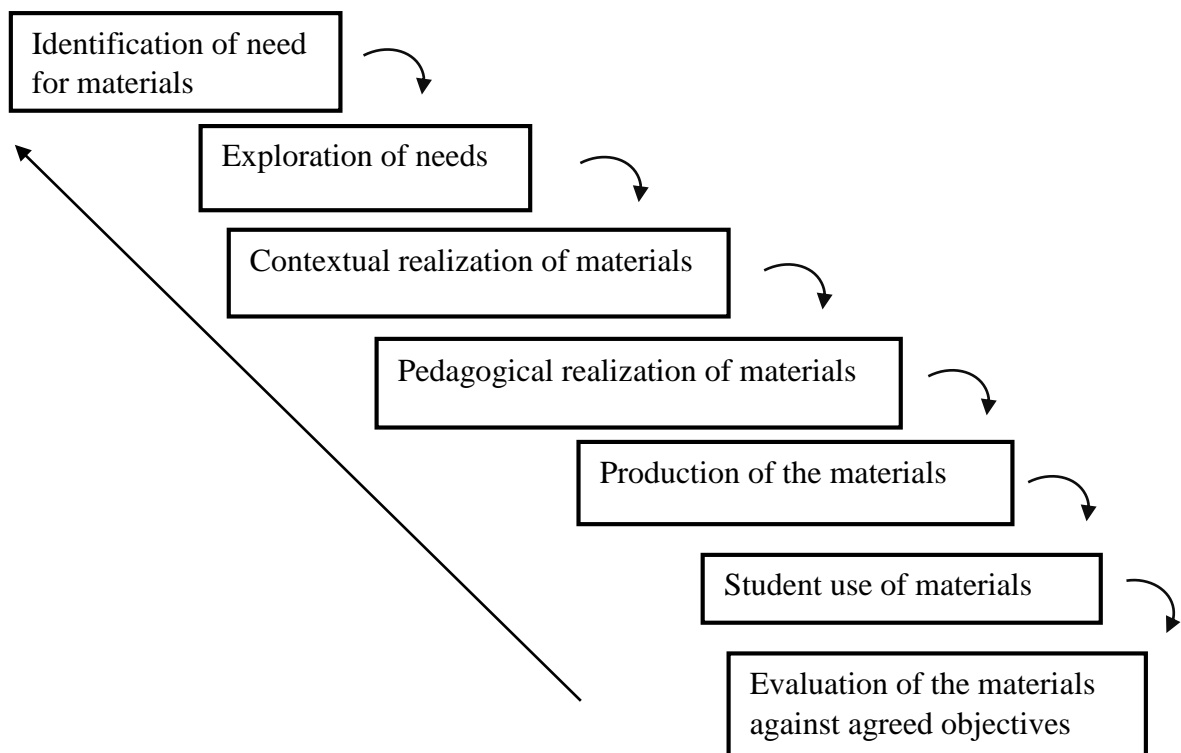 Identification of need
for materials
Exploration of needs
Contextual realization of materials
Pedagogical realization of materials
Production of the materials
Student use of materials
Evaluation of the materials
against agreed objectives